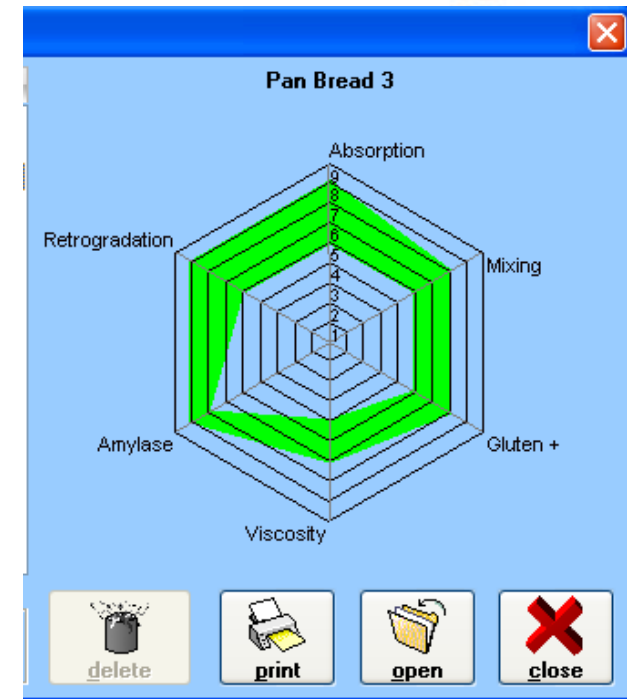 Pan Bread 3
Absorption
9
8
7
6
5
4
3
2
1
Retrogradation
Mixing
Amylase
Gluten +
Viscosity
delete
print
open
close